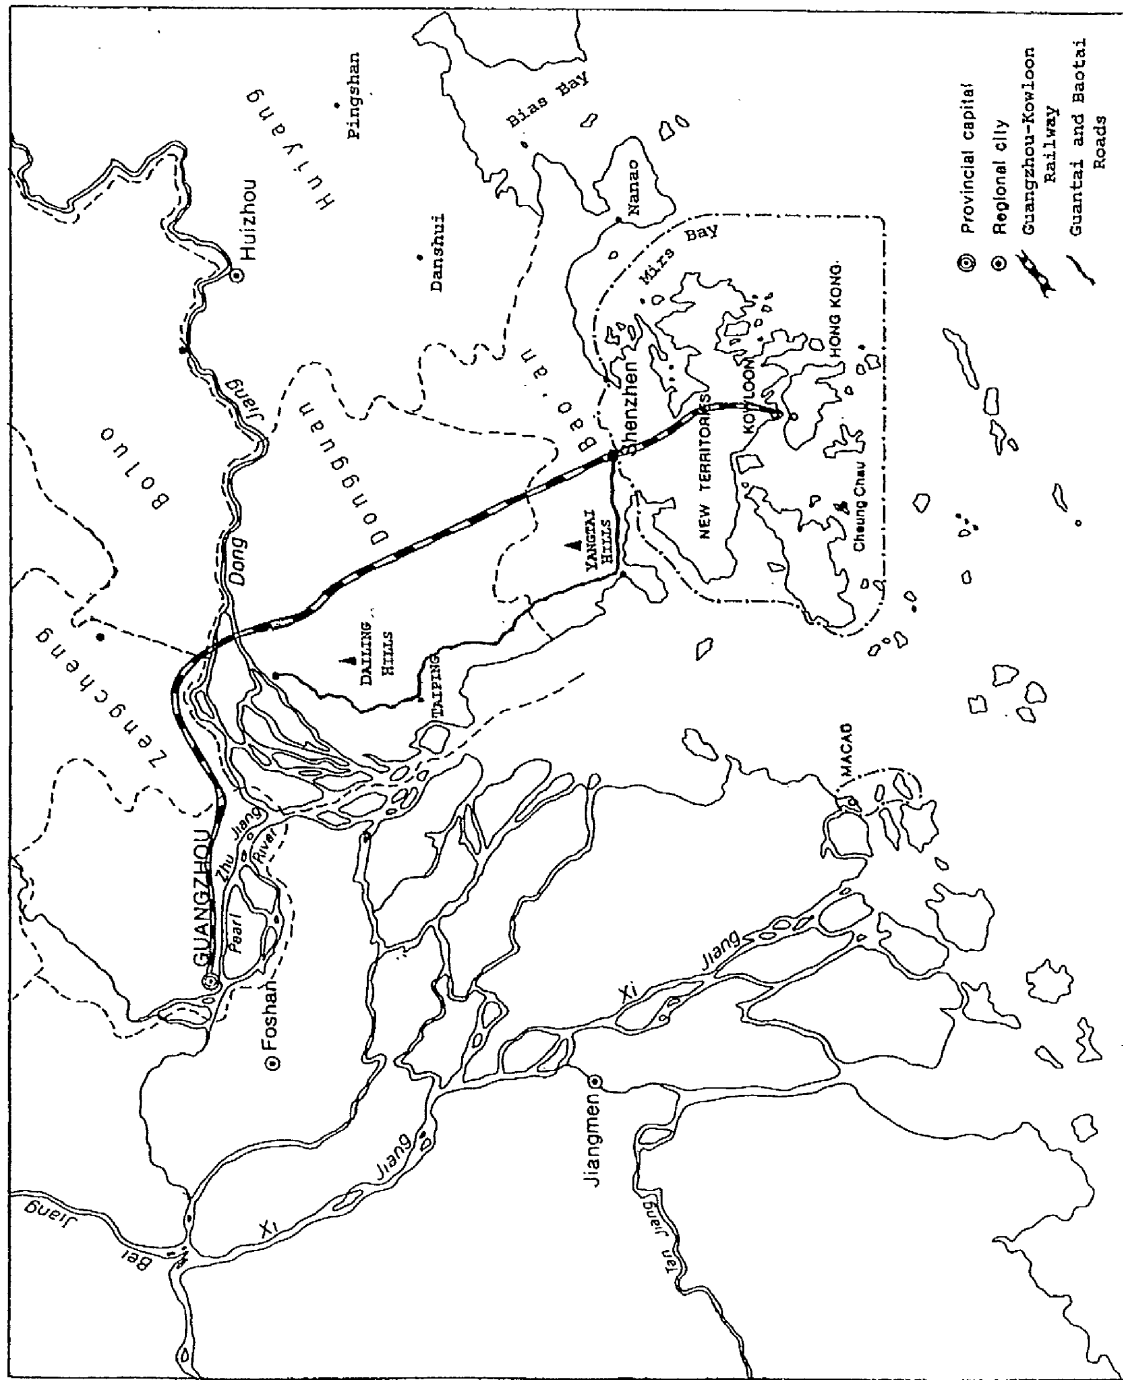 Huiyang
Pingshan
Bias Bay
Huizhou
Danshui
Nanao
Mirs Bay
Boluo
Jiang
Dong
Dongguan
Bao'an
Shenzhen
NEW TERRITORIES
KOWLOON
HONG KONG
Cheung Chau
YANGTAI
HILLS
Zengcheng
DAILING
HILLS
TAIPING
GUANGZHOU
Zhu Jiang
Pearl River
Foshan
MACAO
Xi Jiang
Jiangmen
Xi Jiang
Bei Jiang
Tan Jiang
Provincial capital
Regional city
Guangzhou-Kowloon
Railway
Guantai and Baotai
Roads